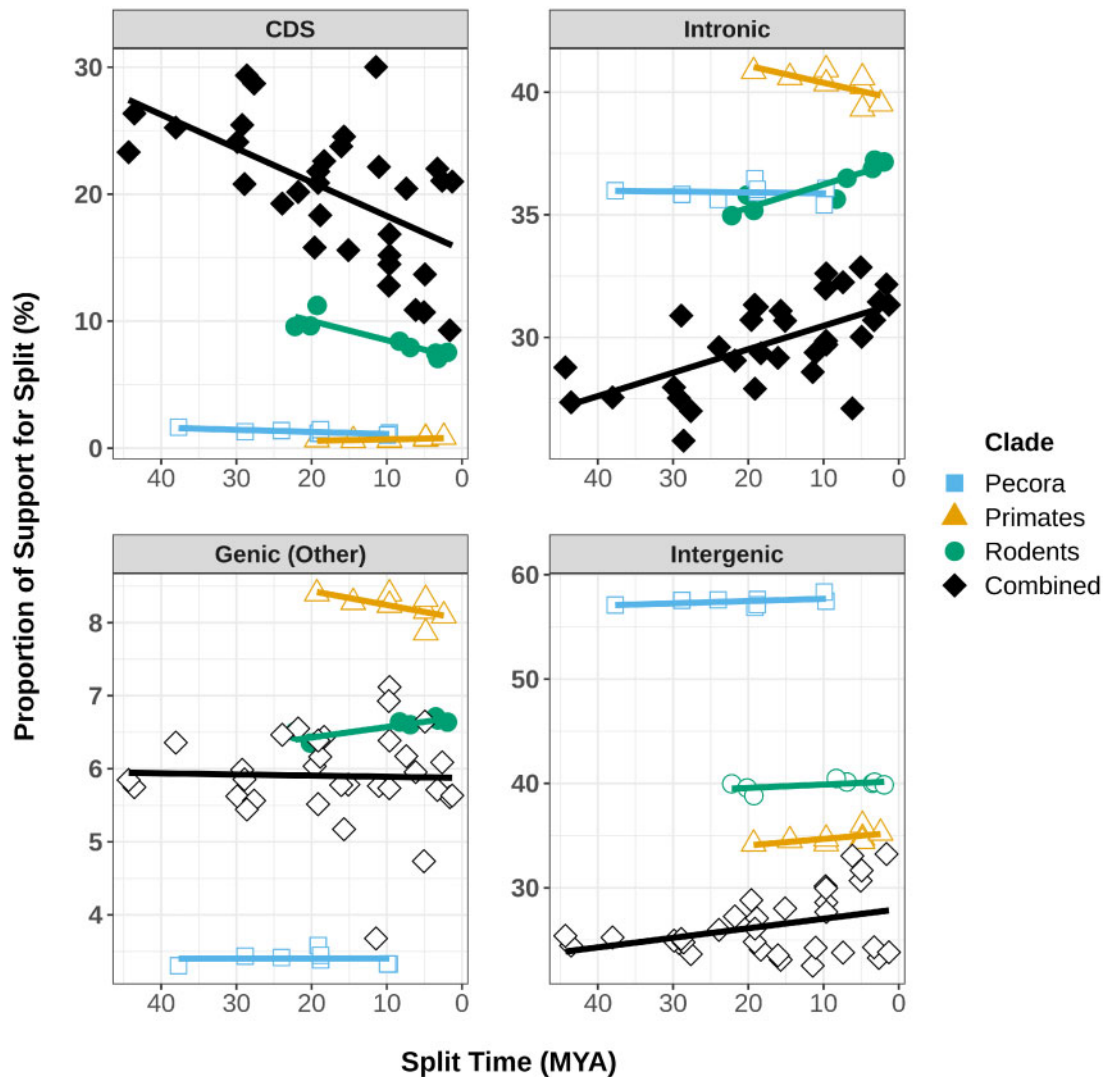 CDS
Intronic
30
20
10
0
40
35
30
40 30 20 10 0
40 30 20 10 0
Proportion of Support for Split (%)
Genic (Other)
Intergenic
8
7
6
5
4
60
50
40
30
40 30 20 10 0
40 30 20 10 0
Split Time (MYA)
Clade
Pecora
Primates
Rodents
Combined